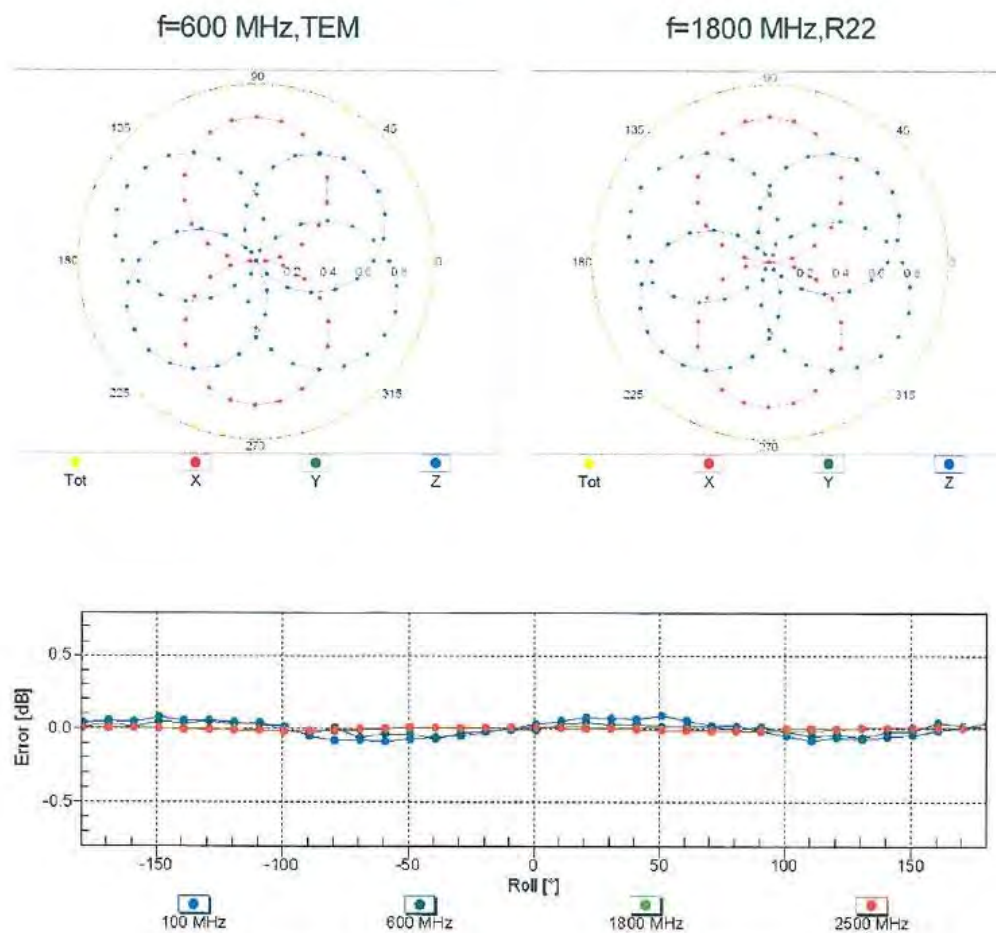 f=600 MHz,TEM
f=1800 MHz,R22
90
135
45
180
0.2 0.4 0.6 0.8
0
225
315
270
Tot X Y Z
90
135
45
180
0.2 0.4 0.6 0.8
0
225
315
270
Tot X Y Z
Error [dB]
0.5
0.0
-0.5
-150 -100 -50 0 50 100 150
Roll [°]
100 MHz 600 MHz 1800 MHz 2500 MHz